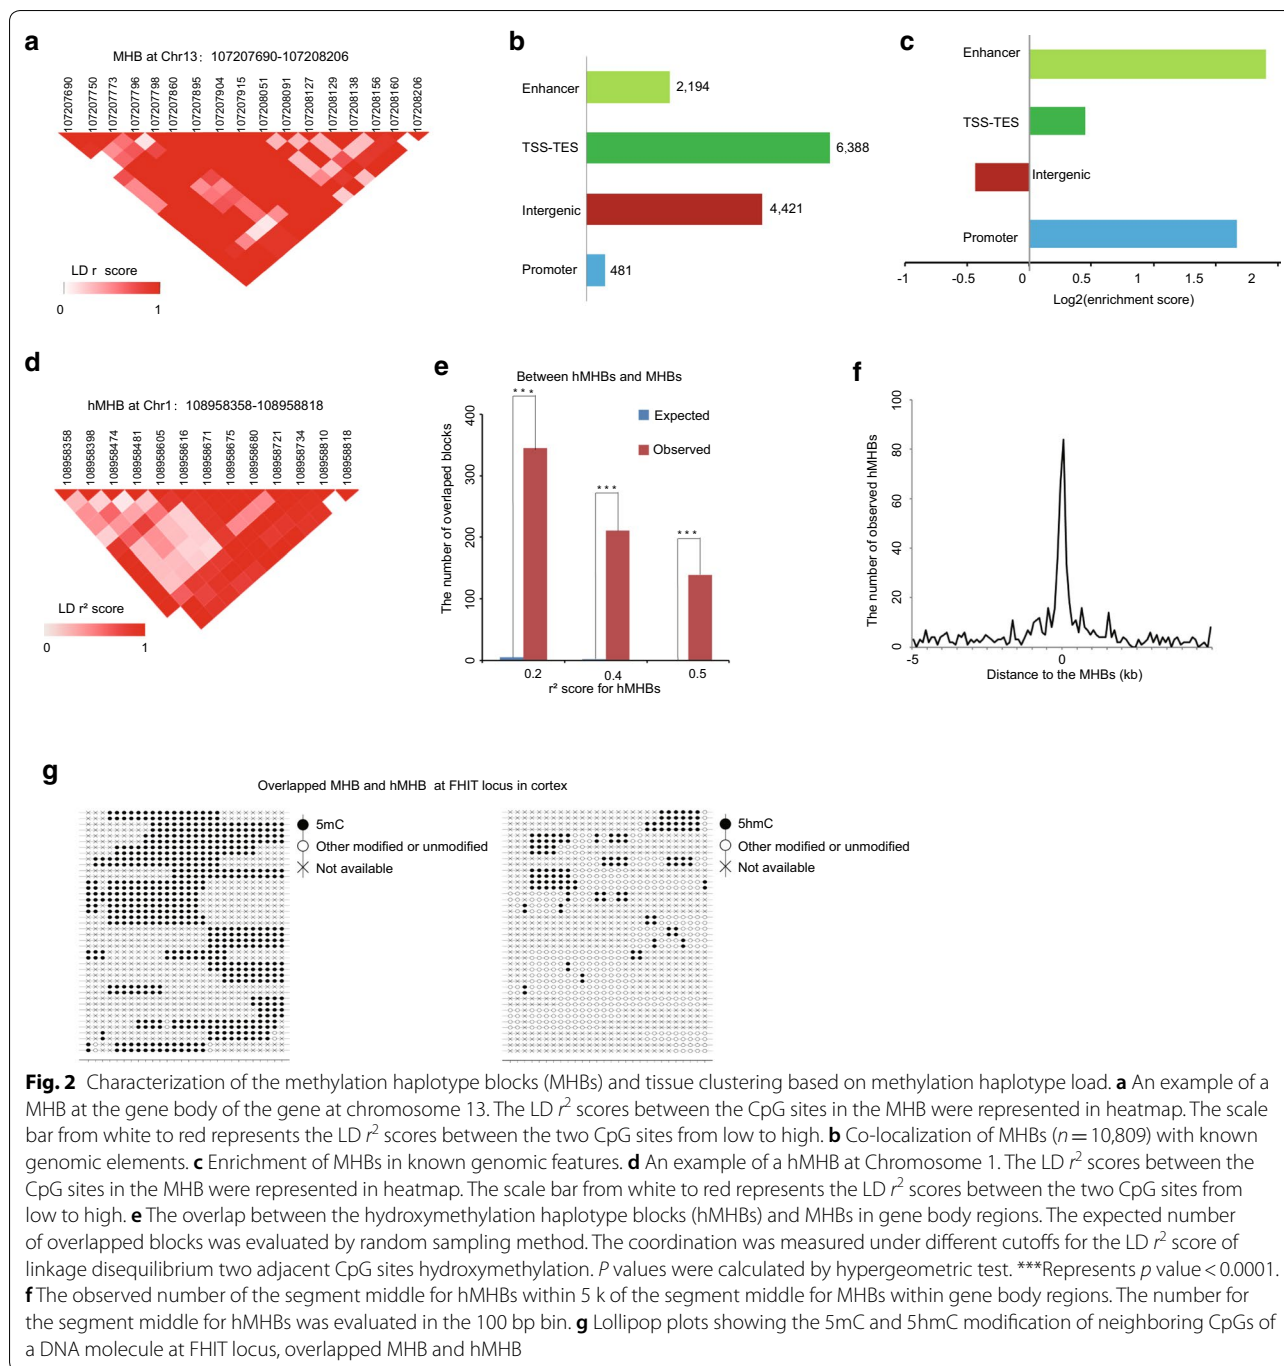 a
MHB at Chr13: 107207690-107208206
107207690
107207750
107207773
107207796
107207798
107207860
107207895
107207904
107207915
107208051
107208091
107208127
107208129
107208138
107208156
107208160
107208206
LD r score
0 1
b
Enhancer 2,194
TSS-TES 6,388
Intergenic 4,421
Promoter 481
c
Enhancer
TSS-TES
Intergenic
Promoter
-1 -0.5 0 0.5 1 1.5 2
Log2(enrichment score)
d
hMHB at Chr1: 108958358-108958818
108958358
108958398
108958474
108958481
108958605
108958616
108958671
108958675
108958680
108958721
108958734
108958810
108958818
LD r² score
0 1
e
Between hMHBs and MHBs
The number of overlaped blocks
400
300
200
100
0
***
***
***
Expected
Observed
0.2 0.4 0.5
r² score for hMHBs
f
The number of observed hMHBs
100
80
60
40
20
0
-5 0
Distance to the MHBs (kb)
g
Overlapped MHB and hMHB at FHIT locus in cortex
5mC
Other modified or unmodified
Not available
5hmC
Other modified or unmodified
Not available
Fig. 2 Characterization of the methylation haplotype blocks (MHBs) and tissue clustering based on methylation haplotype load. a An example of a
MHB at the gene body of the gene at chromosome 13. The LD r² scores between the CpG sites in the MHB were represented in heatmap. The scale
bar from white to red represents the LD r² scores between the two CpG sites from low to high. b Co-localization of MHBs (n = 10,809) with known
genomic elements. c Enrichment of MHBs in known genomic features. d An example of a hMHB at Chromosome 1. The LD r² scores between the
CpG sites in the MHB were represented in heatmap. The scale bar from white to red represents the LD r² scores between the two CpG sites from
low to high. e The overlap between the hydroxymethylation haplotype blocks (hMHBs) and MHBs in gene body regions. The expected number
of overlapped blocks was evaluated by random sampling method. The coordination was measured under different cutoffs for the LD r² score of
linkage disequilibrium two adjacent CpG sites hydroxymethylation. P values were calculated by hypergeometric test. ***Represents p value < 0.0001.
f The observed number of the segment middle for hMHBs within 5 k of the segment middle for MHBs within gene body regions. The number for
the segment middle for hMHBs was evaluated in the 100 bp bin. g Lollipop plots showing the 5mC and 5hmC modification of neighboring CpGs of
a DNA molecule at FHIT locus, overlapped MHB and hMHB